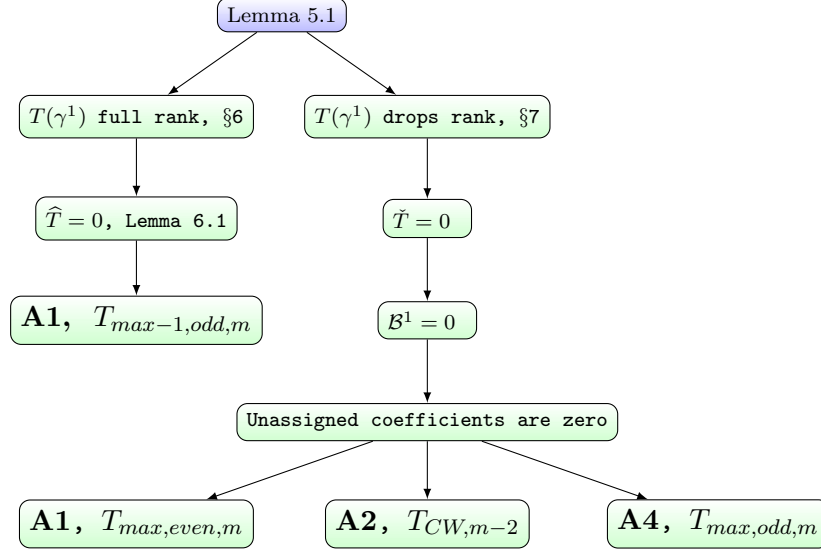 Lemma 5.1
T(γ¹) full rank, §6
T(γ¹) drops rank, §7
T̂ = 0, Lemma 6.1
Ť = 0
A1, T_{max−1,odd,m}
ℬ¹ = 0
Unassigned coefficients are zero
A1, T_{max,even,m}
A2, T_{CW,m−2}
A4, T_{max,odd,m}